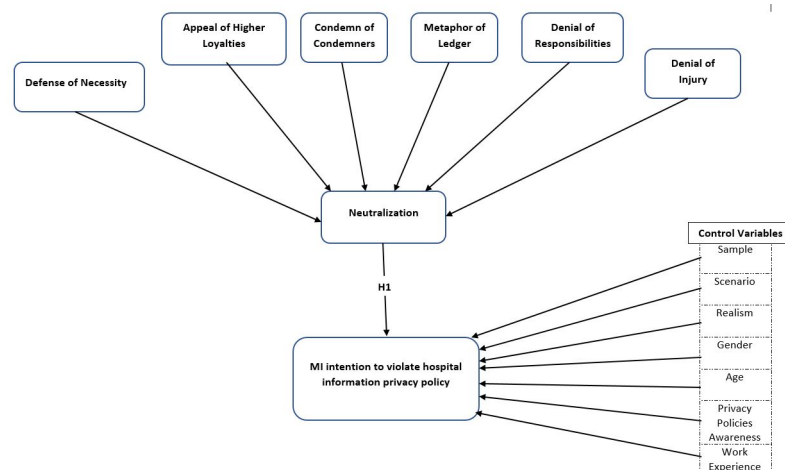 Appeal of Higher
Loyalties
Condemn of
Condemners
Metaphor of
Ledger
Denial of
Responsibilities
Defense of Necessity
Denial of
Injury
Neutralization
H1
MI intention to violate hospital
information privacy policy
Control Variables
Sample
Scenario
Realism
Gender
Age
Privacy
Policies
Awareness
Work
Experience